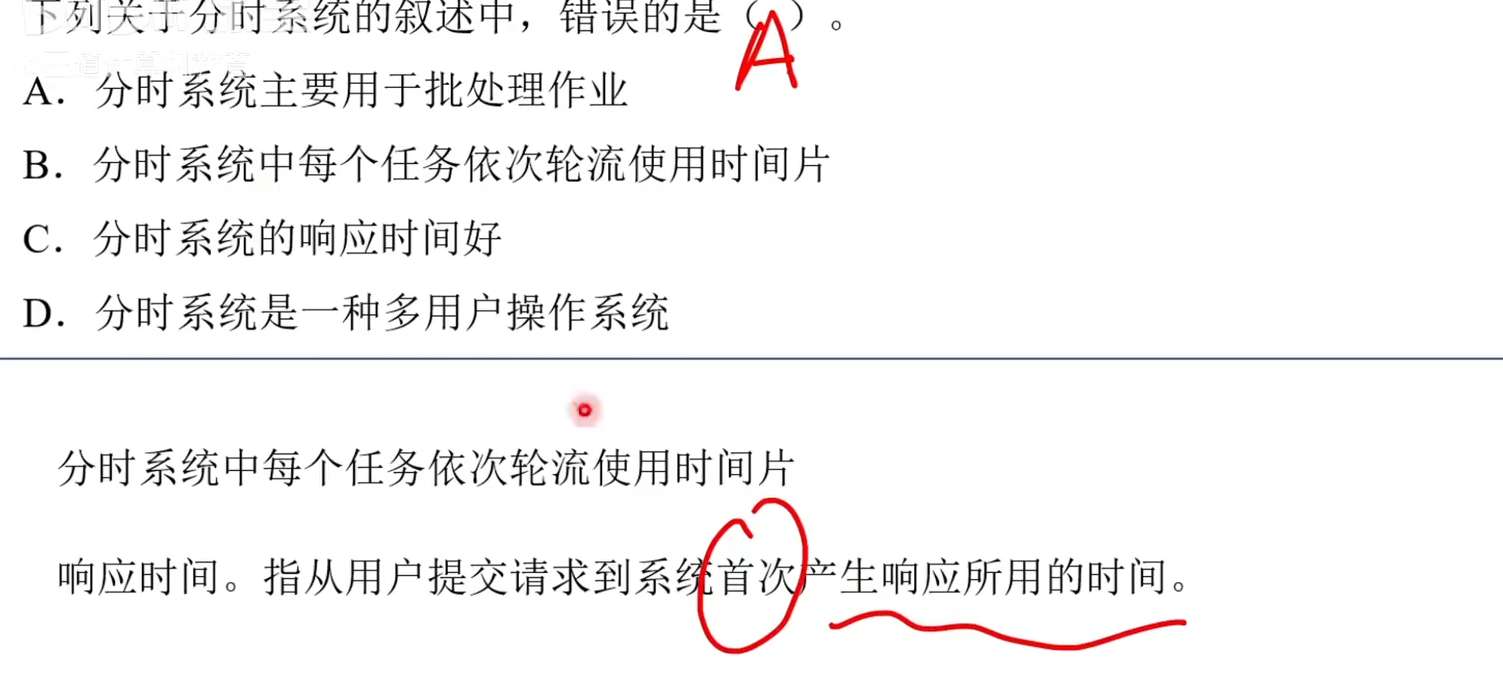 下列关于分时系统的叙述中，错误的是（ ）。
A
A．分时系统主要用于批处理作业
B．分时系统中每个任务依次轮流使用时间片
C．分时系统的响应时间好
D．分时系统是一种多用户操作系统
分时系统中每个任务依次轮流使用时间片
响应时间。指从用户提交请求到系统首次产生响应所用的时间。